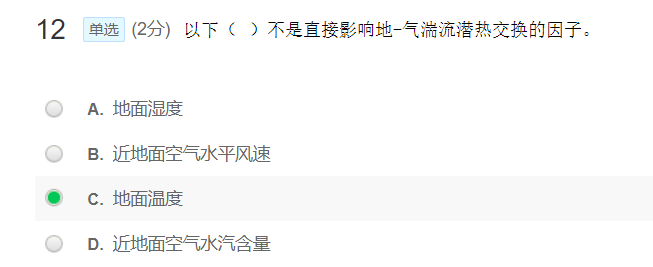 12 单选 (2分) 以下（ ）不是直接影响地-气湍流潜热交换的因子。
A. 地面湿度
B. 近地面空气水平风速
C. 地面温度
D. 近地面空气水汽含量